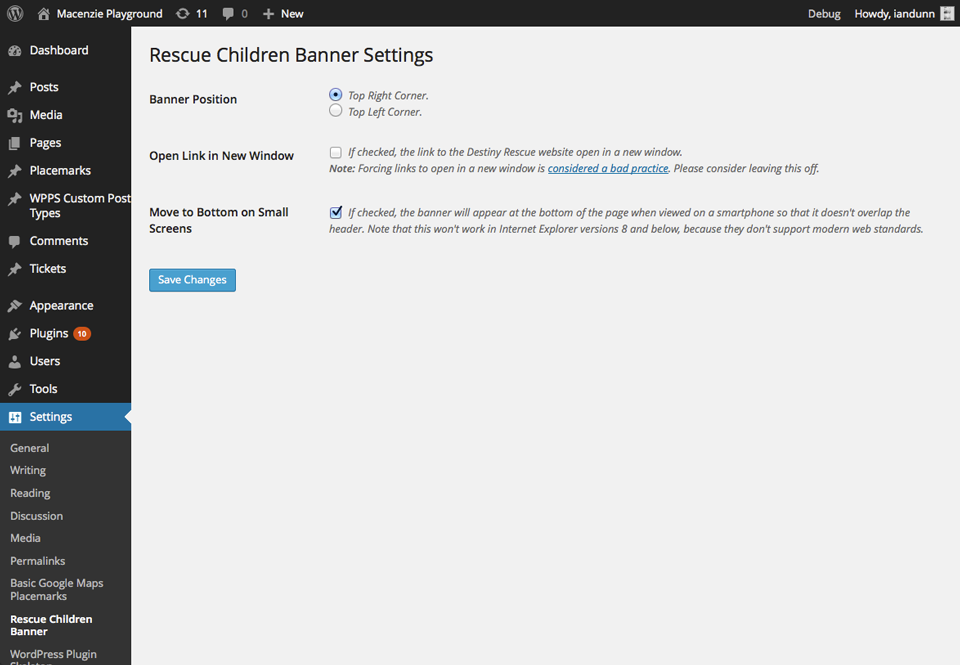 Macenzie Playground 11 0 New Debug Howdy, iandunn
Dashboard
Posts
Media
Pages
Placemarks
WPPS Custom Post
Types
Comments
Tickets
Appearance
Plugins 10
Users
Tools
Settings
General
Writing
Reading
Discussion
Media
Permalinks
Basic Google Maps
Placemarks
Rescue Children
Banner
WordPress Plugin
Rescue Children Banner Settings
Banner Position
Top Right Corner.
Top Left Corner.
Open Link in New Window
If checked, the link to the Destiny Rescue website open in a new window.
Note: Forcing links to open in a new window is considered a bad practice. Please consider leaving this off.
Move to Bottom on Small
Screens
If checked, the banner will appear at the bottom of the page when viewed on a smartphone so that it doesn't overlap the
header. Note that this won't work in Internet Explorer versions 8 and below, because they don't support modern web standards.
Save Changes